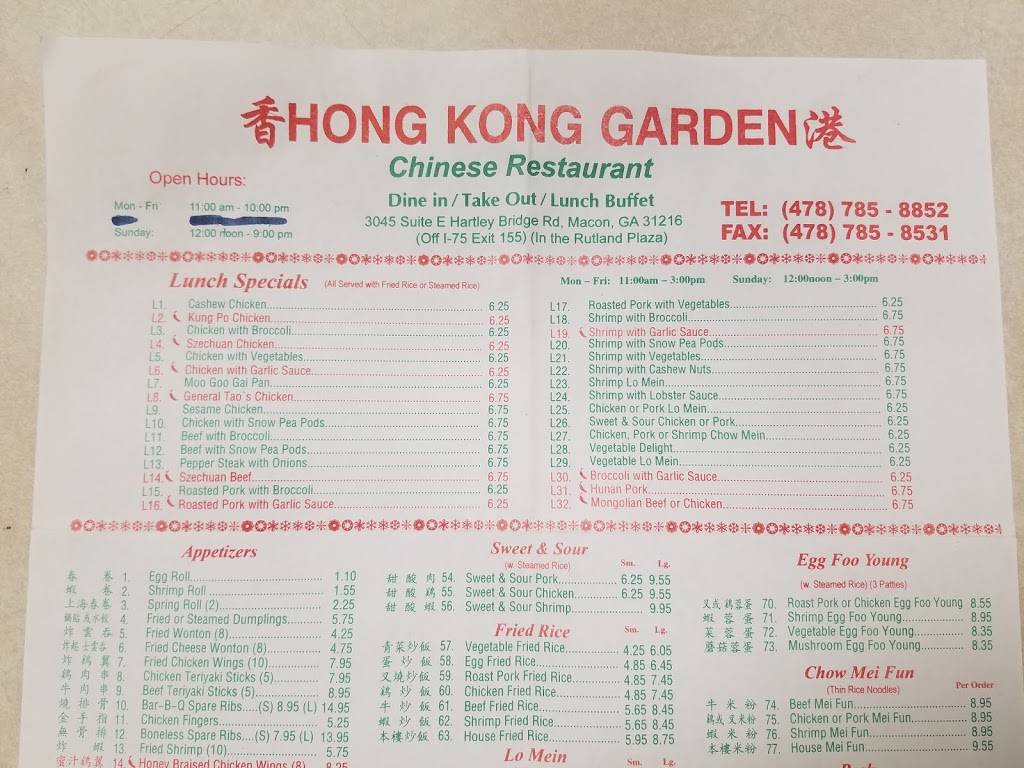 香HONG KONG GARDEN港
Chinese Restaurant
Dine in / Take Out / Lunch Buffet
3045 Suite E Hartley Bridge Rd, Macon, GA 31216
(Off I-75 Exit 155) (In the Rutland Plaza)
Open Hours:
Mon - Fri 11:00 am - 10:00 pm
Sunday: 12:00 noon - 9:00 pm
TEL: (478) 785 - 8852
FAX: (478) 785 - 8531
Lunch Specials (All Served with Fried Rice or Steamed Rice)
Mon – Fri: 11:00am – 3:00pm Sunday: 12:00noon – 3:00pm
L1. Cashew Chicken 6.25
L2. Kung Po Chicken 6.25
L3. Chicken with Broccoli 6.25
L4. Szechuan Chicken 6.25
L5. Chicken with Vegetables 6.25
L6. Chicken with Garlic Sauce 6.25
L7. Moo Goo Gai Pan 6.25
L8. General Tao`s Chicken 6.75
L9. Sesame Chicken 6.75
L10. Chicken with Snow Pea Pods 6.75
L11. Beef with Broccoli 6.75
L12. Beef with Snow Pea Pods 6.75
L13. Pepper Steak with Onions 6.75
L14. Szechuan Beef 6.75
L15. Roasted Pork with Broccoli 6.25
L16. Roasted Pork with Garlic Sauce 6.25
L17. Roasted Pork with Vegetables 6.25
L18. Shrimp with Broccoli 6.75
L19. Shrimp with Garlic Sauce 6.75
L20. Shrimp with Snow Pea Pods 6.75
L21. Shrimp with Vegetables 6.75
L22. Shrimp with Cashew Nuts 6.75
L23. Shrimp Lo Mein 6.75
L24. Shrimp with Lobster Sauce 6.75
L25. Chicken or Pork Lo Mein 6.25
L26. Sweet & Sour Chicken or Pork 6.25
L27. Chicken, Pork or Shrimp Chow Mein 6.25
L28. Vegetable Delight 6.25
L29. Vegetable Lo Mein 6.25
L30. Broccoli with Garlic Sauce 6.25
L31. Hunan Pork 6.75
L32. Mongolian Beef or Chicken 6.75
Appetizers
春 卷 1. Egg Roll 1.10
蝦 卷 2. Shrimp Roll 1.55
上海春卷 3. Spring Roll (2) 2.25
4. Fried or Steamed Dumplings 5.75
炸雲吞 5. Fried Wonton (8) 4.25
炸起士雲吞 6. Fried Cheese Wonton (8) 4.75
炸鷄翼 7. Fried Chicken Wings (10) 7.95
鷄肉串 8. Chicken Teriyaki Sticks (5) 7.95
牛肉串 9. Beef Teriyaki Sticks (5) 8.95
燒排骨 10. Bar-B-Q Spare Ribs....(S) 8.95 (L) 14.95
金手指 11. Chicken Fingers 5.25
無骨排 12. Boneless Spare Ribs....(S) 7.95 (L) 13.95
炸 蝦 13. Fried Shrimp (10) 5.75
蜜汁鷄翼 14. Honey Braised Chicken Wings (8) 8.25
Sweet & Sour
(w. Steamed Rice) Sm. Lg.
甜酸肉 54. Sweet & Sour Pork 6.25 9.55
甜酸鷄 55. Sweet & Sour Chicken 6.25 9.55
甜酸蝦 56. Sweet & Sour Shrimp 9.95
Fried Rice Sm. Lg.
青菜炒飯 57. Vegetable Fried Rice 4.25 6.05
蛋炒飯 58. Egg Fried Rice 4.85 6.45
叉燒炒飯 59. Roast Pork Fried Rice 4.85 7.45
鷄炒飯 60. Chicken Fried Rice 4.85 7.45
牛炒飯 61. Beef Fried Rice 5.65 8.45
蝦炒飯 62. Shrimp Fried Rice 5.65 8.45
本樓炒飯 63. House Fried Rice 5.95 8.75
Lo Mein Sm. Lg.
Egg Foo Young
(w. Steamed Rice) (3 Patties)
叉或鷄蓉蛋 70. Roast Pork or Chicken Egg Foo Young 8.55
蝦蓉蛋 71. Shrimp Egg Foo Young 8.95
菜蓉蛋 72. Vegetable Egg Foo Young 8.35
蘑菇蓉蛋 73. Mushroom Egg Foo Young 8.35
Chow Mei Fun
(Thin Rice Noodles) Per Order
牛米粉 74. Beef Mei Fun 8.95
鷄或叉米粉 75. Chicken or Pork Mei Fun 8.95
蝦米粉 76. Shrimp Mei Fun 8.95
本樓米粉 77. House Mei Fun 9.55